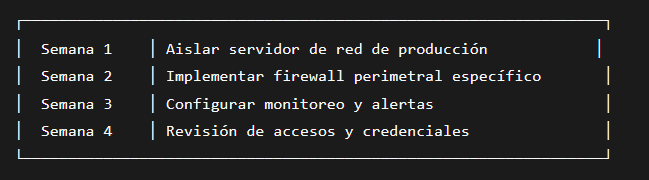 Semana 1 Aislar servidor de red de producción
Semana 2 Implementar firewall perimetral específico
Semana 3 Configurar monitoreo y alertas
Semana 4 Revisión de accesos y credenciales